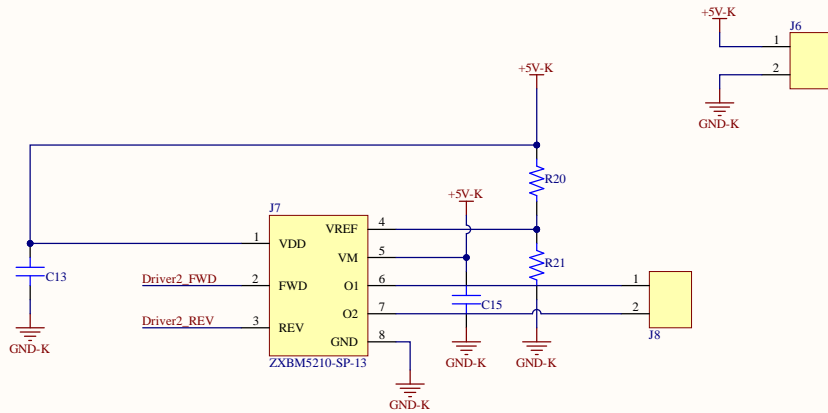 +5V-K
J6
1
2
GND-K
+5V-K
R20
+5V-K
J7
4
VREF
1
VDD
5
VM
R21
C13
Driver2_FWD
2
FWD
6
O1
1
C15
Driver2_REV
3
REV
7
O2
2
GND
8
J8
GND-K
ZXBM5210-SP-13
GND-K
GND-K
GND-K